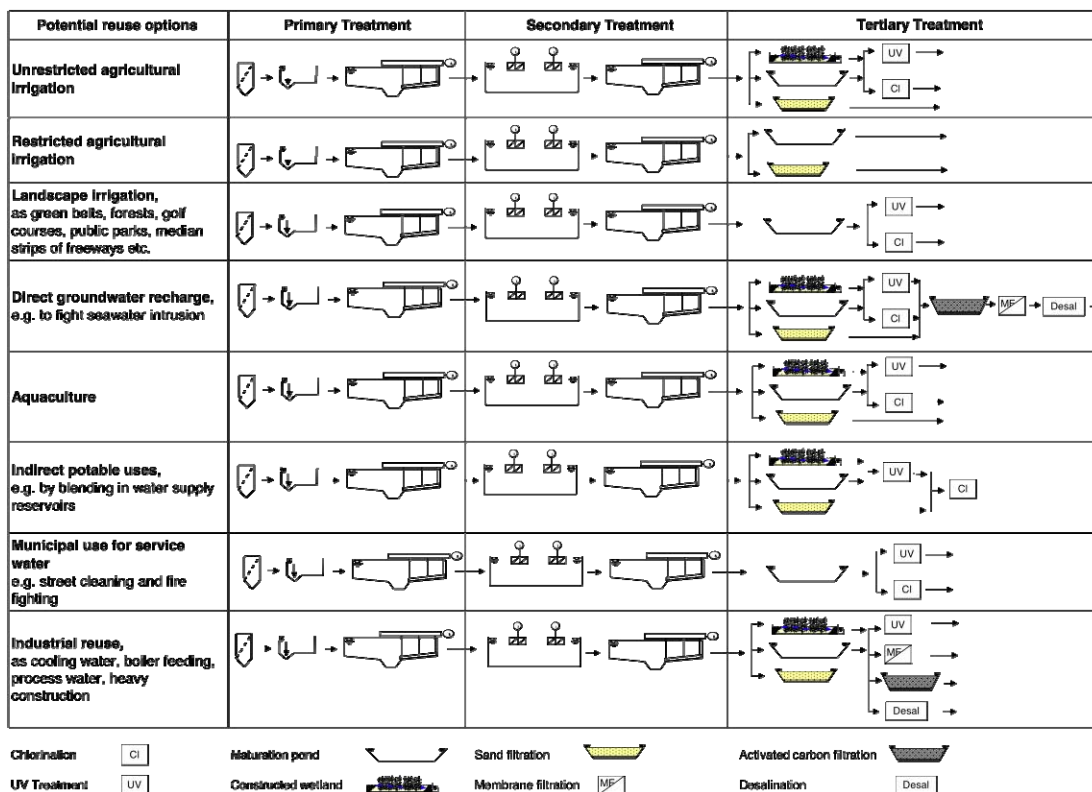 Potential reuse options Primary Treatment Secondary Treatment Tertiary Treatment
Unrestricted agricultural
irrigation
UV
Cl
Restricted agricultural
irrigation
Landscape irrigation,
as green belts, forests, golf
courses, public parks, median
strips of freeways etc.
UV
Cl
Direct groundwater recharge,
e.g. to fight seawater intrusion
UV
Cl
MF
Desal
Aquaculture
UV
Cl
Indirect potable uses,
e.g. by blending in water supply
reservoirs
UV
Cl
Municipal use for service
water
e.g. street cleaning and fire
fighting
UV
Cl
Industrial reuse,
as cooling water, boiler feeding,
process water, heavy
construction
UV
MF
Desal
Chlorination Cl Maturation pond Sand filtration Activated carbon filtration
UV Treatment UV Constructed wetland Membrane filtration MF Desalination Desal